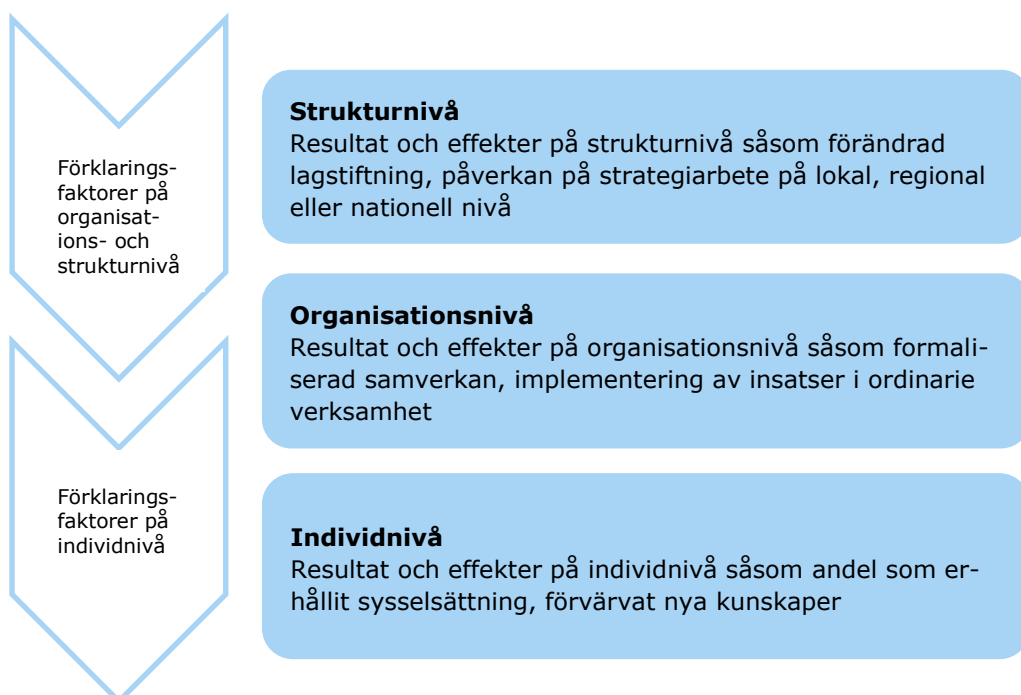 Förklarings-
faktorer på
organisat-
ions- och
strukturnivå
Strukturnivå
Resultat och effekter på strukturnivå såsom förändrad
lagstiftning, påverkan på strategiarbete på lokal, regional
eller nationell nivå
Organisationsnivå
Resultat och effekter på organisationsnivå såsom formali-
serad samverkan, implementering av insatser i ordinarie
verksamhet
Förklarings-
faktorer på
individnivå
Individnivå
Resultat och effekter på individnivå såsom andel som er-
hållit sysselsättning, förvärvat nya kunskaper